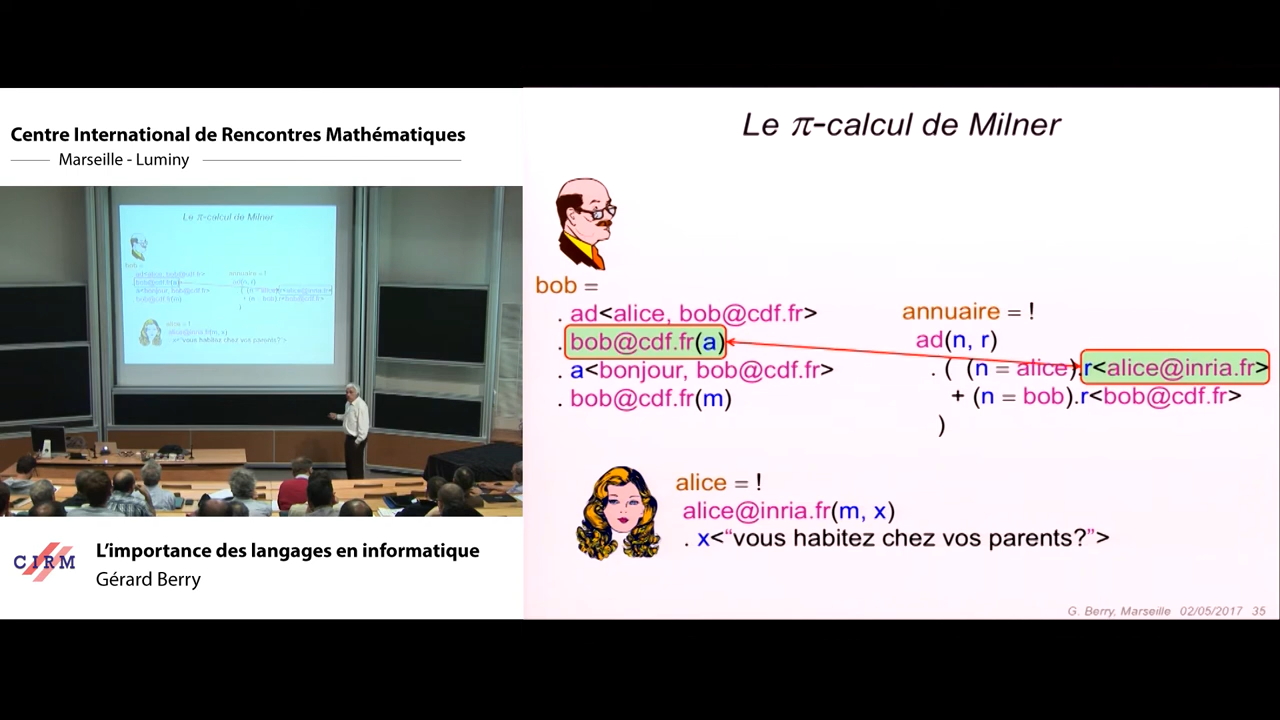 Centre International de Rencontres Mathématiques
Marseille - Luminy
Le π-calcul de Milner
bob =
. ad<alice, bob@cdf.fr>
. bob@cdf.fr(a)
. a<bonjour, bob@cdf.fr>
. bob@cdf.fr(m)
annuaire = !
ad(n, r)
. ( (n = alice).r<alice@inria.fr>
+ (n = bob).r<bob@cdf.fr>
)
alice = !
alice@inria.fr(m, x)
. x<“vous habitez chez vos parents?”>
G. Berry, Marseille 02/05/2017 35
CIRM
L’importance des langages en informatique
Gérard Berry